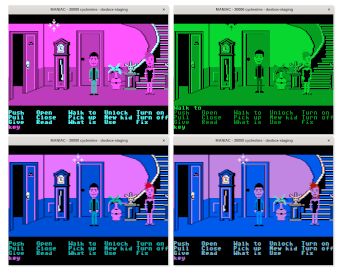 MANIAC - 30000 cycles/ms - dosbox-staging
Push Open Walk to Unlock Turn on
Pull Close Pick up New kid Turn off
Give Read What is Use Fix
key
MANIAC - 30000 cycles/ms - dosbox-staging
Walk to
Push Open Walk to Unlock Turn on
Pull Close Pick up New kid Turn off
Give Read What is Use Fix
key
MANIAC - 30000 cycles/ms - dosbox-staging
Push Open Walk to Unlock Turn on
Pull Close Pick up New kid Turn off
Give Read What is Use Fix
key
MANIAC - 30000 cycles/ms - dosbox-staging
Push Open Walk to Unlock Turn on
Pull Close Pick up New kid Turn off
Give Read What is Use Fix
key